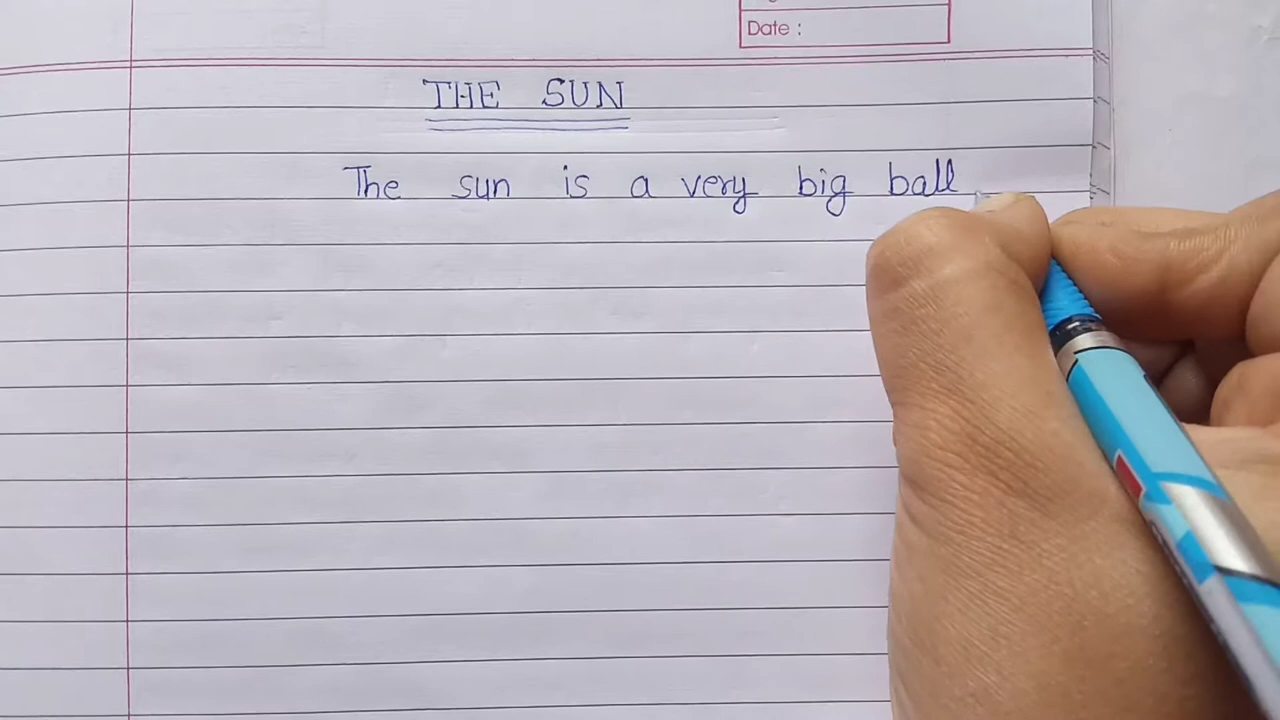 Date :
THE SUN
The sun is a very big ball